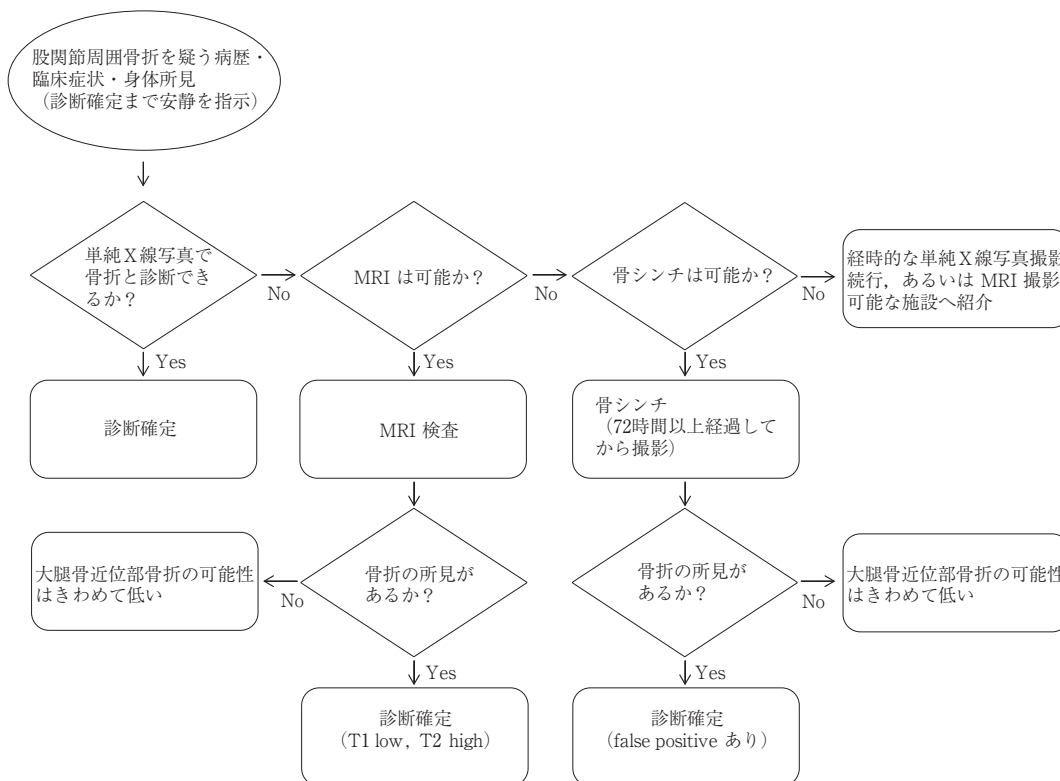 股関節周囲骨折を疑う病歴・
臨床症状・身体所見
（診断確定まで安静を指示）
単純X線写真で
骨折と診断でき
るか？
No
MRI は可能か？
No
骨シンチは可能か？
No
経時的な単純X線写真撮影
続行，あるいは MRI 撮影
可能な施設へ紹介
Yes
診断確定
Yes
MRI 検査
Yes
骨シンチ
（72時間以上経過して
から撮影）
大腿骨近位部骨折の可能性
はきわめて低い
No
骨折の所見が
あるか？
骨折の所見が
あるか？
No
大腿骨近位部骨折の可能性
はきわめて低い
Yes
診断確定
（T1 low，T2 high）
Yes
診断確定
（false positive あり）